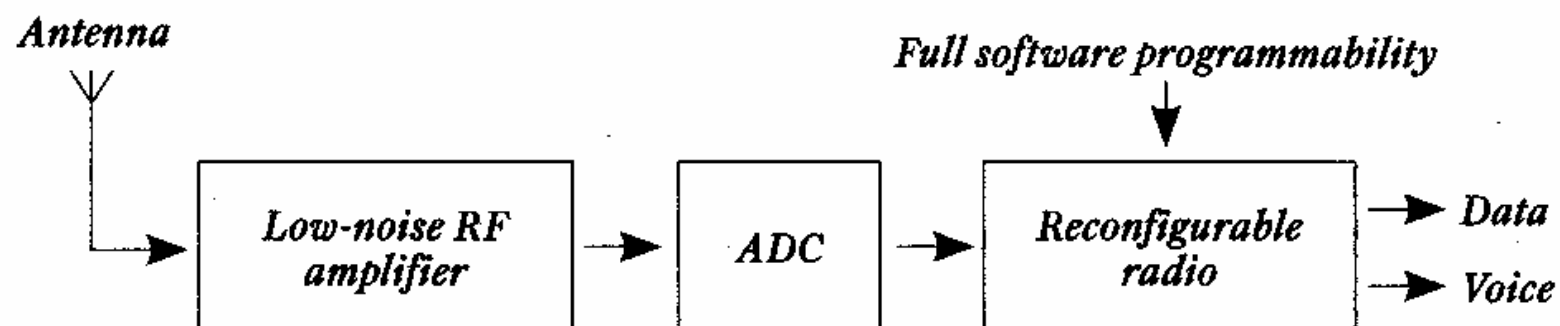 Antenna
Full software programmability
Low-noise RF
amplifier
ADC
Reconfigurable
radio
Data
Voice